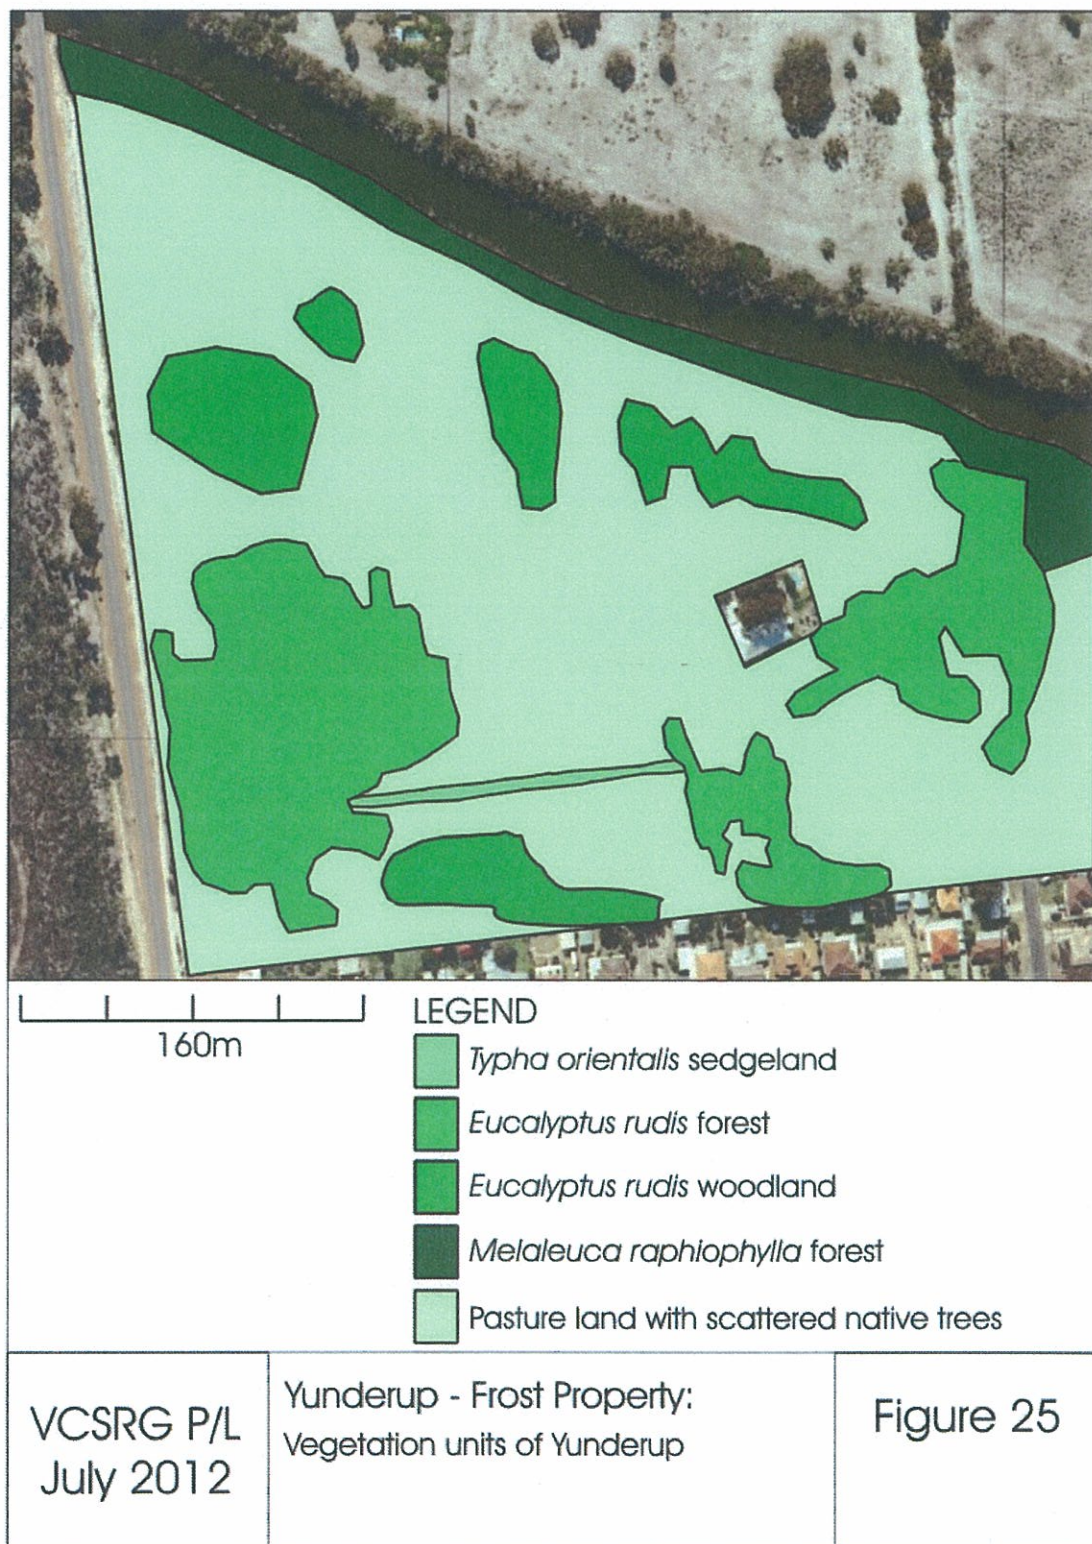 160m
LEGEND
Typha orientalis sedgeland
Eucalyptus rudis forest
Eucalyptus rudis woodland
Melaleuca raphiophylla forest
Pasture land with scattered native trees
VCSRG P/L
July 2012
Yunderup - Frost Property:
Vegetation units of Yunderup
Figure 25